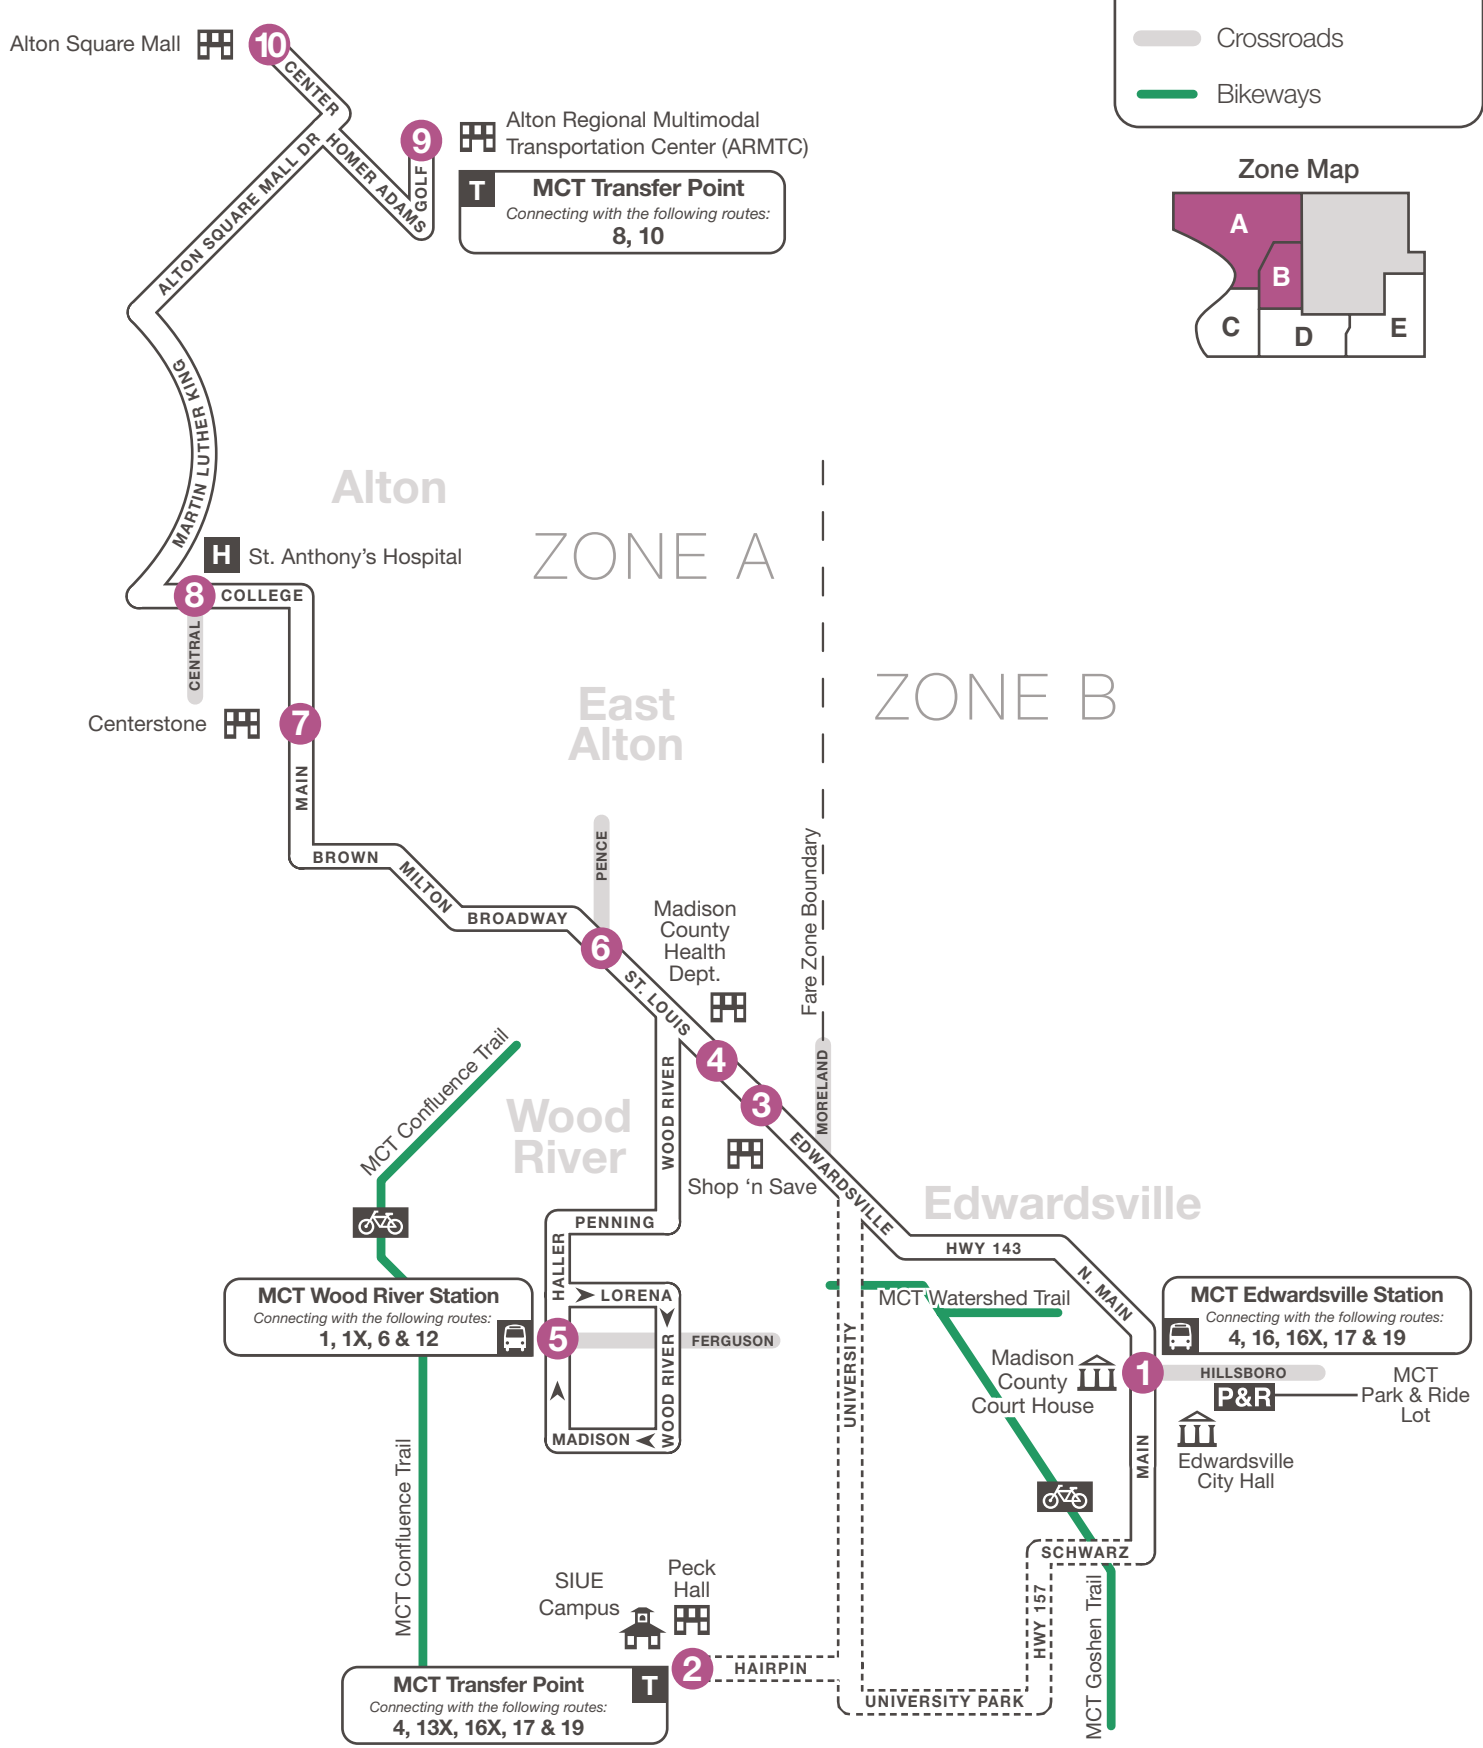 Crossroads
Bikeways
Zone Map
A
B
C
D
E
Alton Square Mall
10
CENTER
9
Alton Regional Multimodal
Transportation Center (ARMTC)
HOMER ADAMS
GOLF
T
MCT Transfer Point
Connecting with the following routes:
8, 10
ALTON SQUARE MALL DR
MARTIN LUTHER KING
Alton
ZONE A
H
St. Anthony's Hospital
8
COLLEGE
CENTRAL
Centerstone
7
MAIN
East
Alton
ZONE B
BROWN
MILTON
BROADWAY
PENCE
6
ST. LOUIS
Madison
County
Health
Dept.
Fare Zone Boundary
4
3
MORELAND
Shop ‘n Save
EDWARDSVILLE
Wood
River
WOOD RIVER
MCT Confluence Trail
Edwardsville
PENNING
HALLER
LORENA
HWY 143
N. MAIN
MCT Wood River Station
Connecting with the following routes:
1, 1X, 6 & 12
5
FERGUSON
WOOD RIVER
MADISON
MCT Watershed Trail
UNIVERSITY
MCT Edwardsville Station
Connecting with the following routes:
4, 16, 16X, 17 & 19
Madison
County
Court House
1
HILLSBORO
P&R
MCT
Park & Ride
Lot
MAIN
Edwardsville
City Hall
MCT Confluence Trail
SCHWARZ
HWY 157
MCT Goshen Trail
SIUE
Campus
Peck
Hall
2
HAIRPIN
UNIVERSITY PARK
MCT Transfer Point
T
Connecting with the following routes:
4, 13X, 16X, 17 & 19